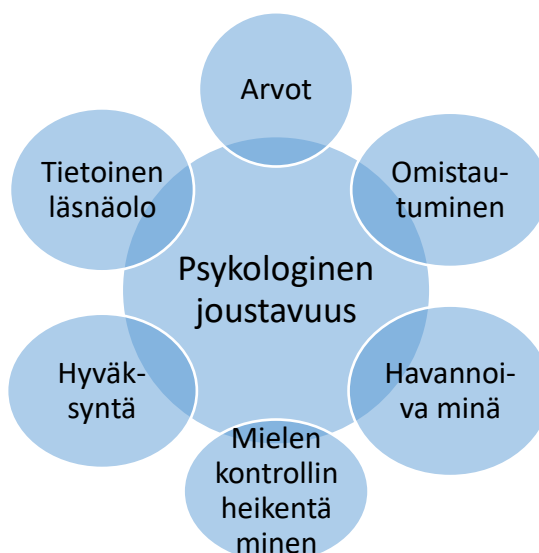 Arvot
Omistau-
tuminen
Havannoi-
va minä
Mielen
kontrollin
heikentä
minen
Hyväk-
syntä
Tietoinen
läsnäolo
Psykologinen
joustavuus